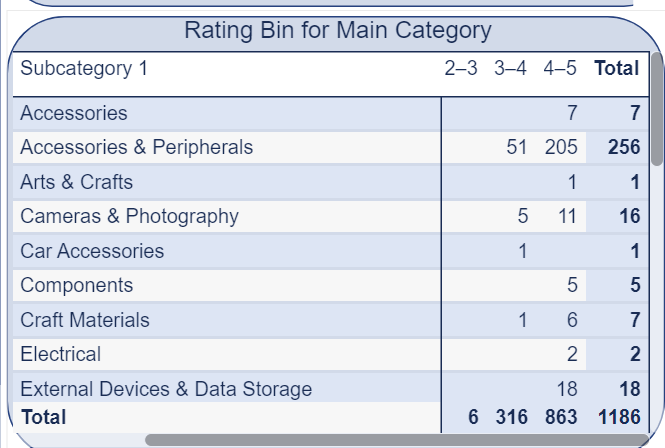 Rating Bin for Main Category
Subcategory 1 2–3 3–4 4–5 Total
Accessories 7 7
Accessories & Peripherals 51 205 256
Arts & Crafts 1 1
Cameras & Photography 5 11 16
Car Accessories 1 1
Components 5 5
Craft Materials 1 6 7
Electrical 2 2
External Devices & Data Storage 18 18
Total 6 316 863 1186